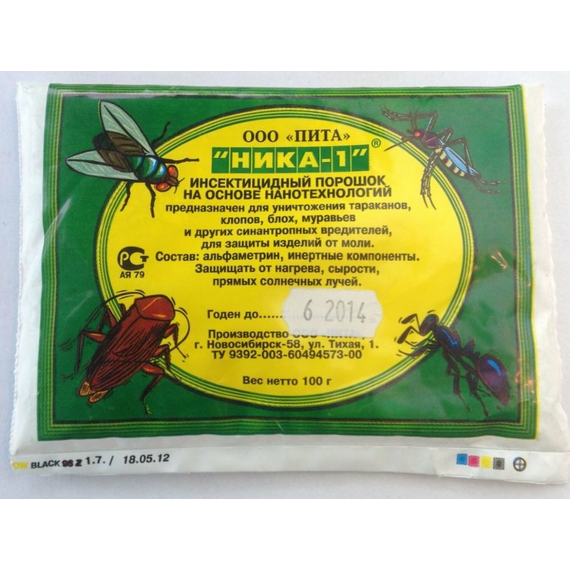 ООО «ПИТА»
"НИКА-1"®
ИНСЕКТИЦИДНЫЙ ПОРОШОК
НА ОСНОВЕ НАНОТЕХНОЛОГИЙ
предназначен для уничтожения тараканов,
клопов, блох, муравьев
и других синантропных вредителей,
для защиты изделий от моли.
Состав: альфаметрин, инертные компоненты.
Защищать от нагрева, сырости,
прямых солнечных лучей.
РСТ
АЯ 79
Годен до......
6 2014
Производство
г. Новосибирск-58, ул. Тихая, 1.
ТУ 9392-003-60494573-00
Вес нетто 100 г
BLACK 96 Z 1.7. / 18.05.12